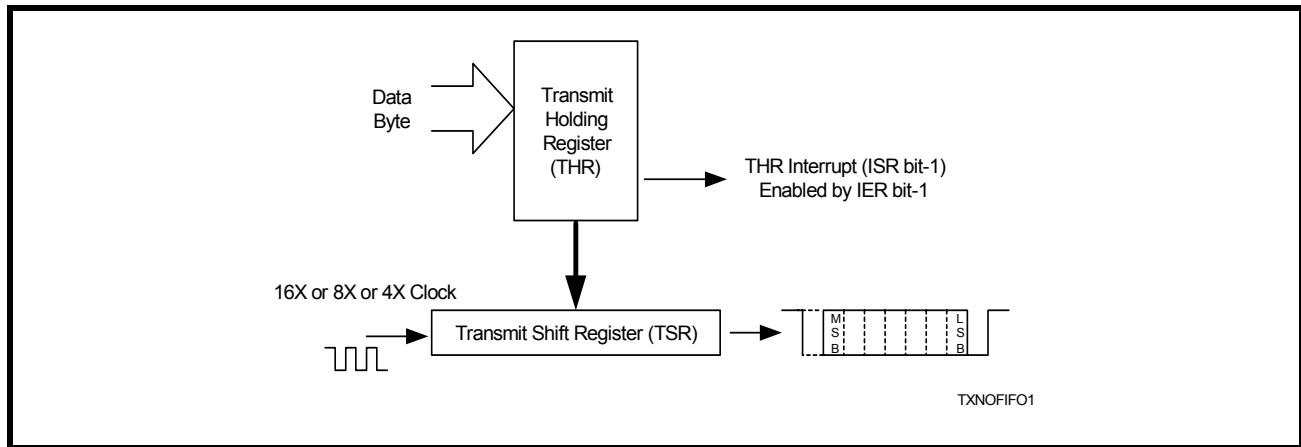 Data
Byte
Transmit
Holding
Register
(THR)
THR Interrupt (ISR bit-1)
Enabled by IER bit-1
16X or 8X or 4X Clock
Transmit Shift Register (TSR)
M
S
B
L
S
B
TXNOFIFO1